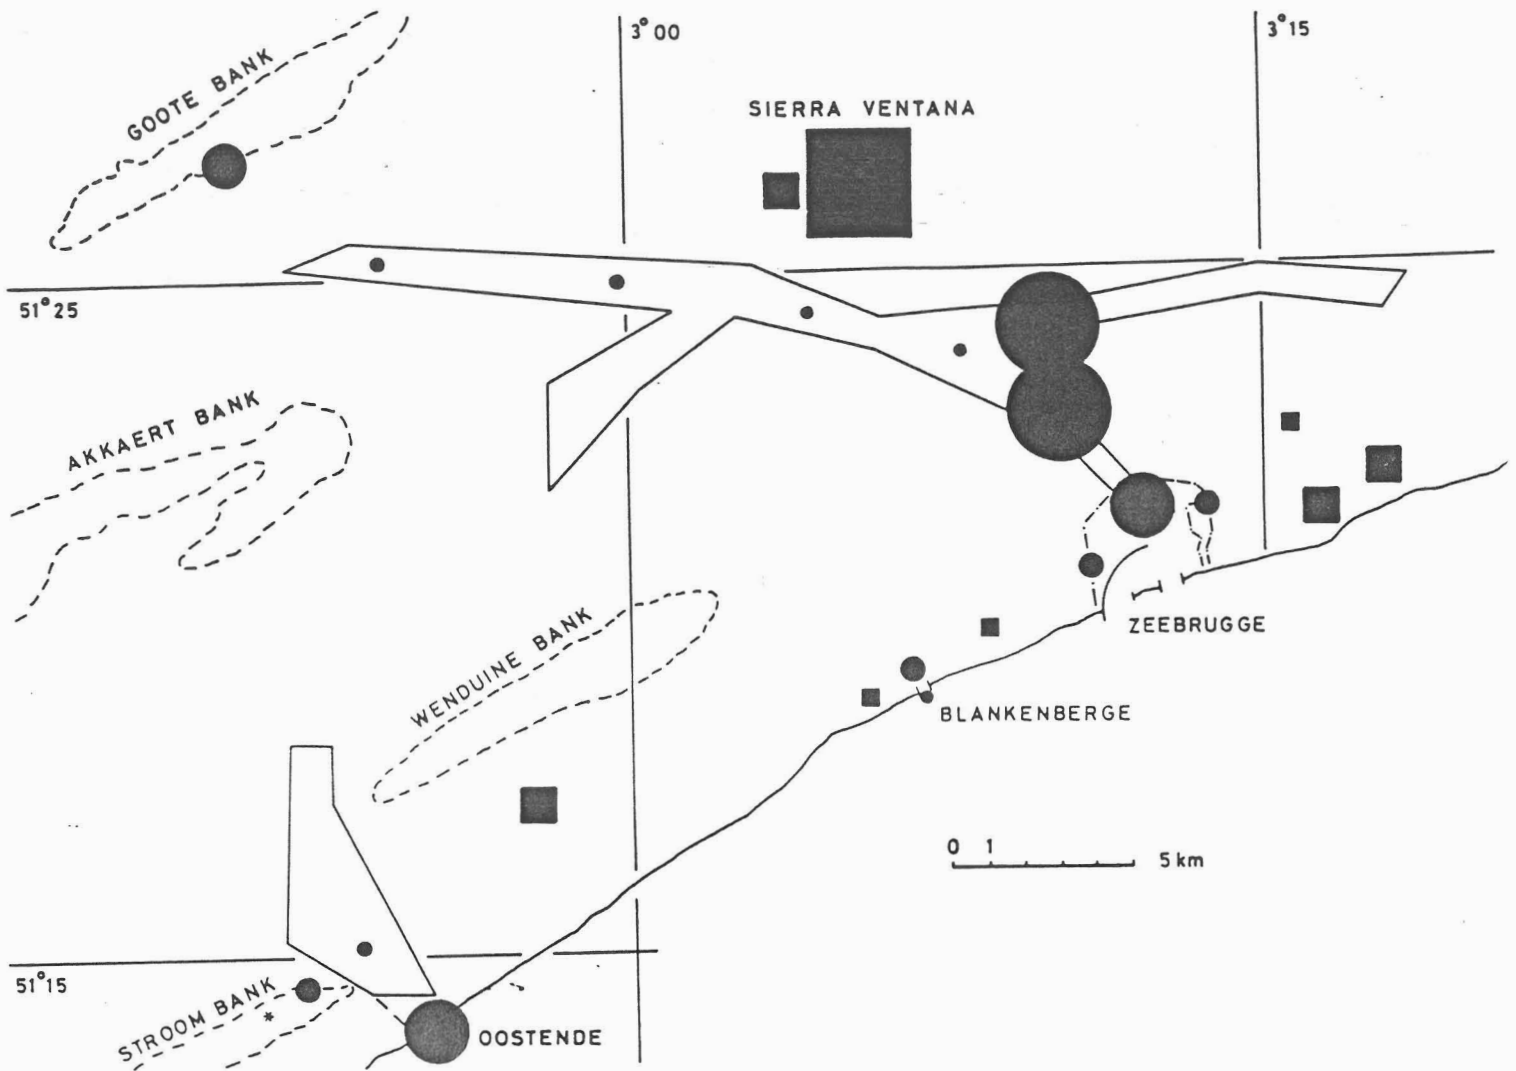 3°00
3°15
GOOTE BANK
SIERRA VENTANA
51°25
AKKAERT BANK
WENDUINE BANK
ZEEBRUGGE
BLANKENBERGE
0 1 5 km
51°15
STROOM BANK
*
OOSTENDE